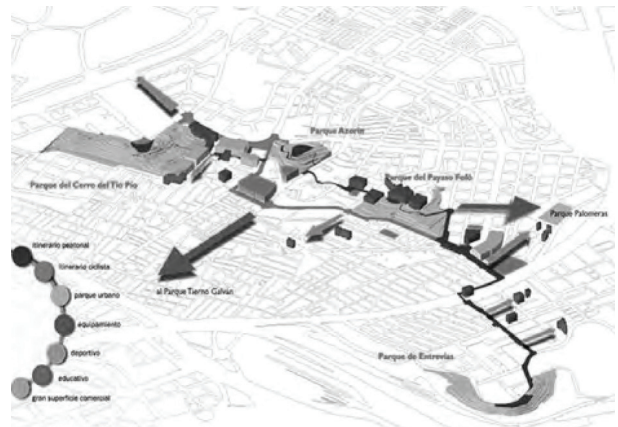 Parque Azorín
Parque del Payaso Fofó
Parque del Cerro del Tío Pío
Parque Palomeras
al Parque Tierno Galván
Parque de Entrevías
itinerario peatonal
itinerario ciclista
parque urbano
equipamiento
deportivo
educativo
gran superficie comercial